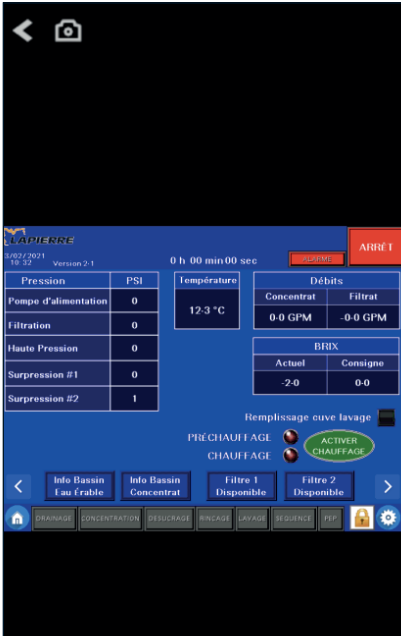 LAPIERRE
ARRÊT
3/02/2021
10:32 Version 2-1
0 h 00 min 00 sec
ALARME
Pression PSI
Pompe d'alimentation 0
Filtration 0
Haute Pression 0
Surpression #1 0
Surpression #2 1
Température
12-3 °C
Débits
Concentrat Filtrat
0-0 GPM -0-0 GPM
BRIX
Actuel Consigne
-2-0 0-0
Remplissage cuve lavage
PRÉCHAUFFAGE
CHAUFFAGE
ACTIVER
CHAUFFAGE
Info Bassin
Eau Érable
Info Bassin
Concentrat
Filtre 1
Disponible
Filtre 2
Disponible
DRAINAGE CONCENTRATION DESUCRAGE RINCAGE LAVAGE SEQUENCE PEP